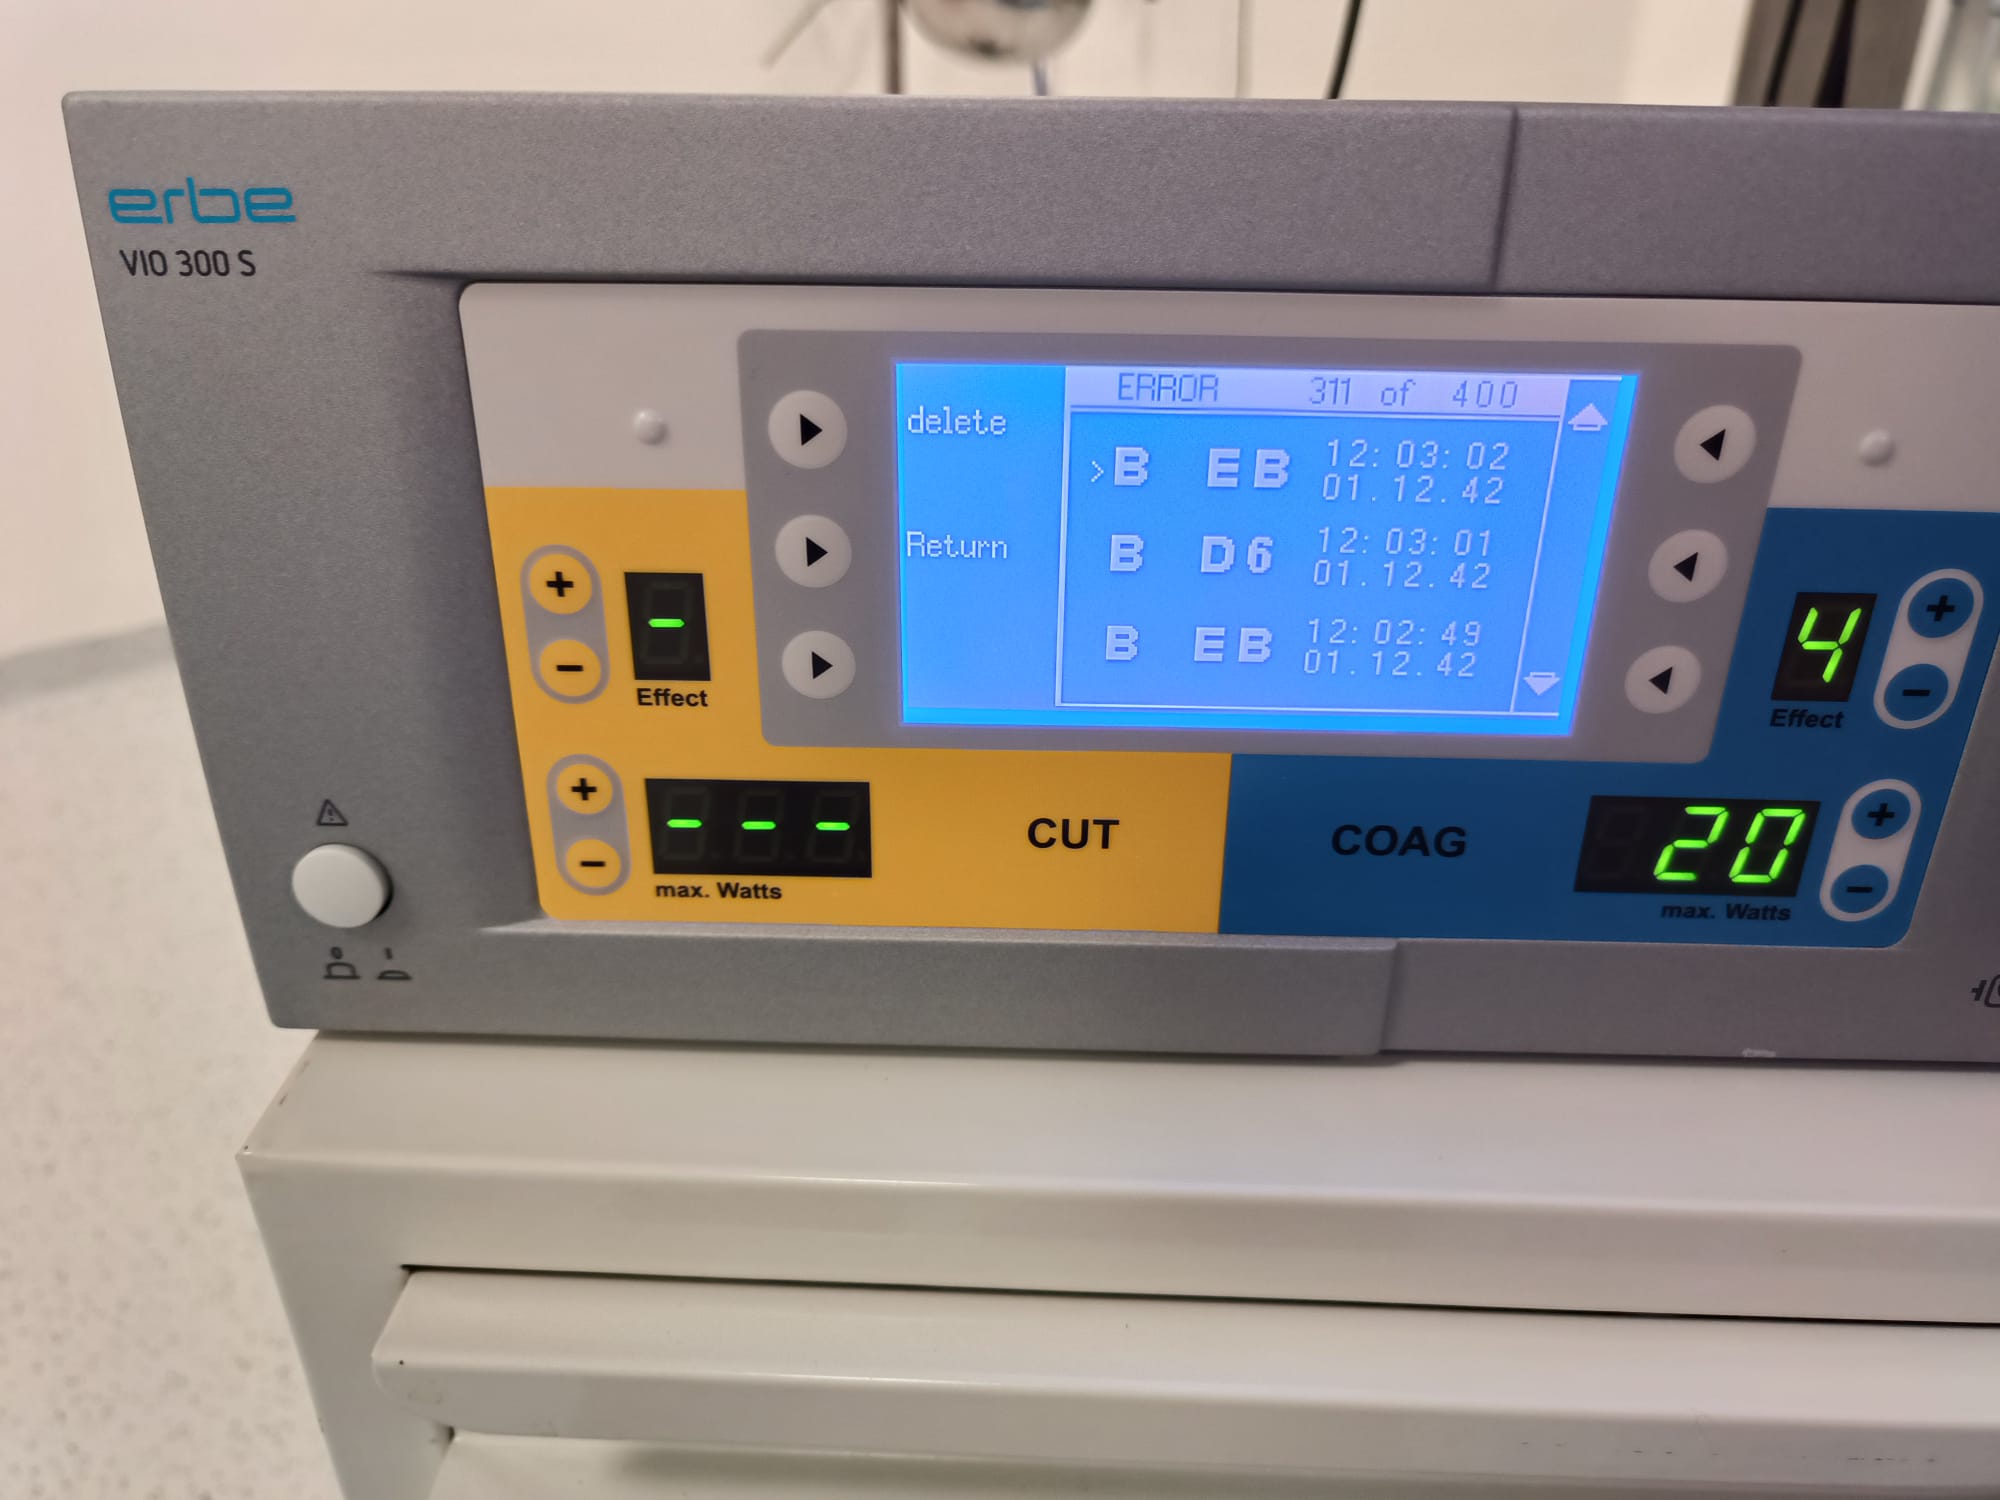 erbe
VIO 300 S
delete
Return
ERROR 311 of 400
>B EB 12:03:02
01.12.42
B D6 12:03:01
01.12.42
B EB 12:02:49
01.12.42
+
-
-
Effect
4
+
-
Effect
+
-
---
max. Watts
CUT
COAG
20
max. Watts
+
-